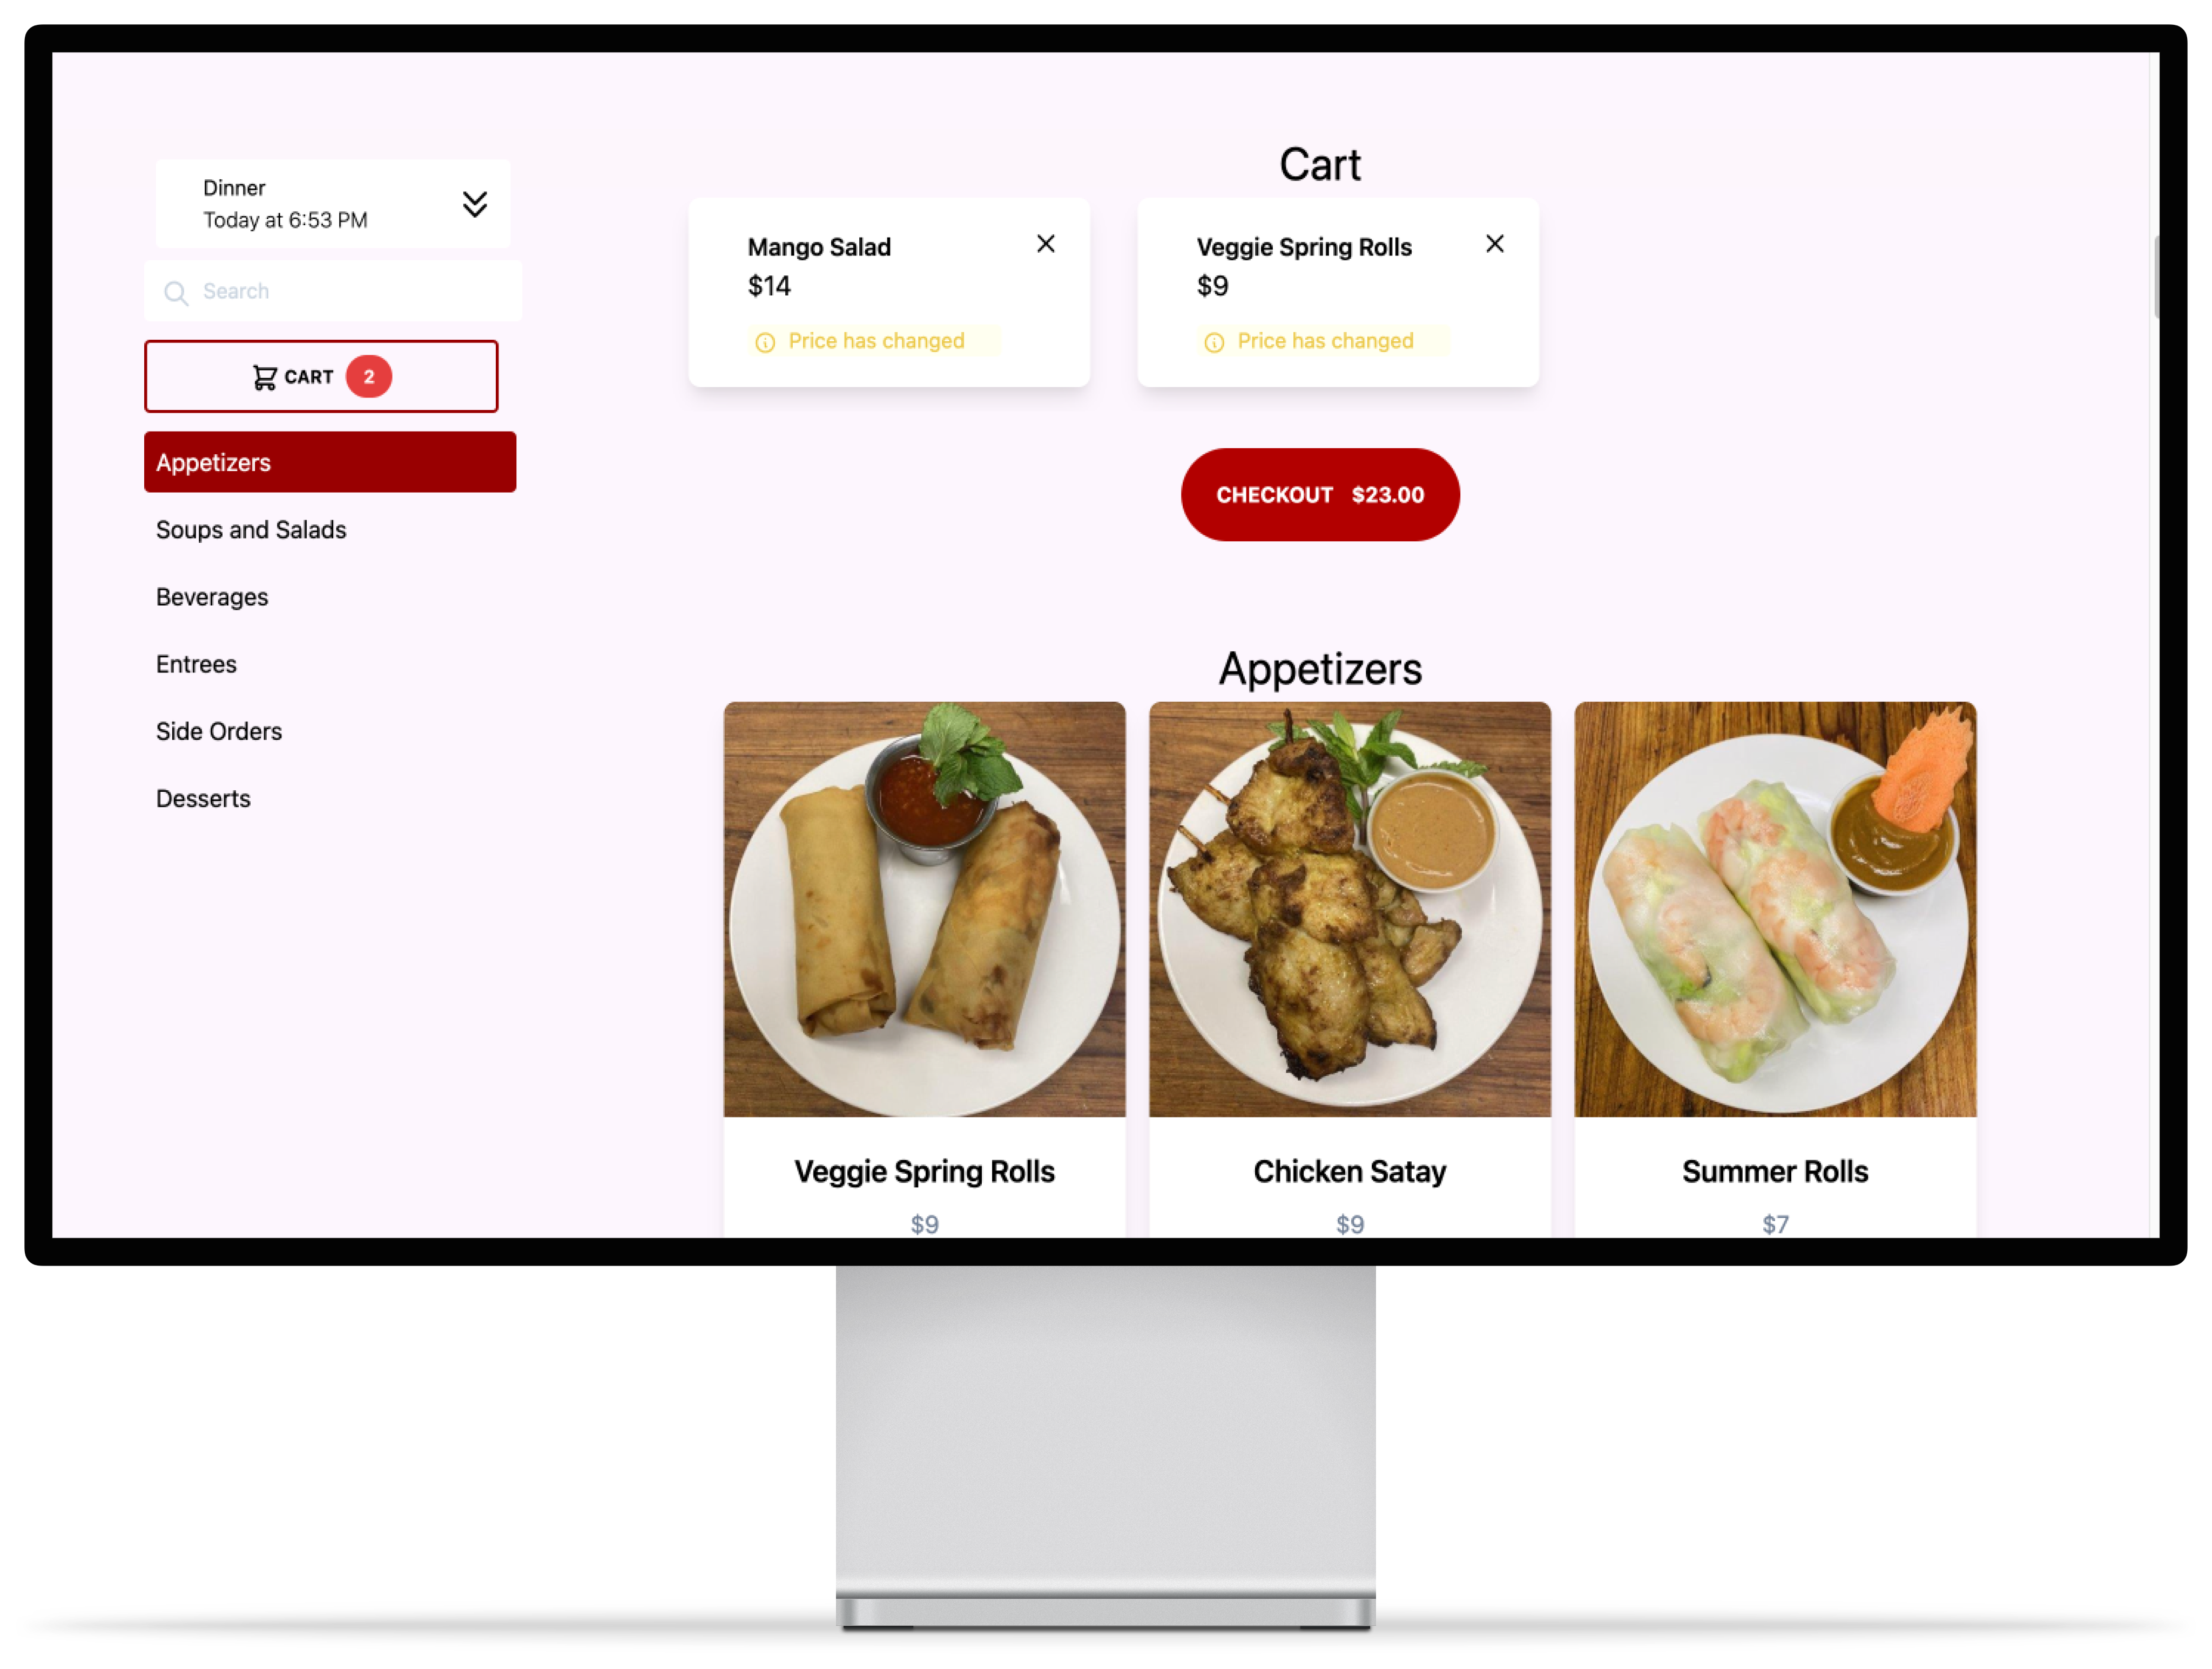 Dinner
Today at 6:53 PM
Search
CART 2
Appetizers
Soups and Salads
Beverages
Entrees
Side Orders
Desserts
Cart
Mango Salad
$14
Price has changed
Veggie Spring Rolls
$9
Price has changed
CHECKOUT $23.00
Appetizers
Veggie Spring Rolls
$9
Chicken Satay
$9
Summer Rolls
$7